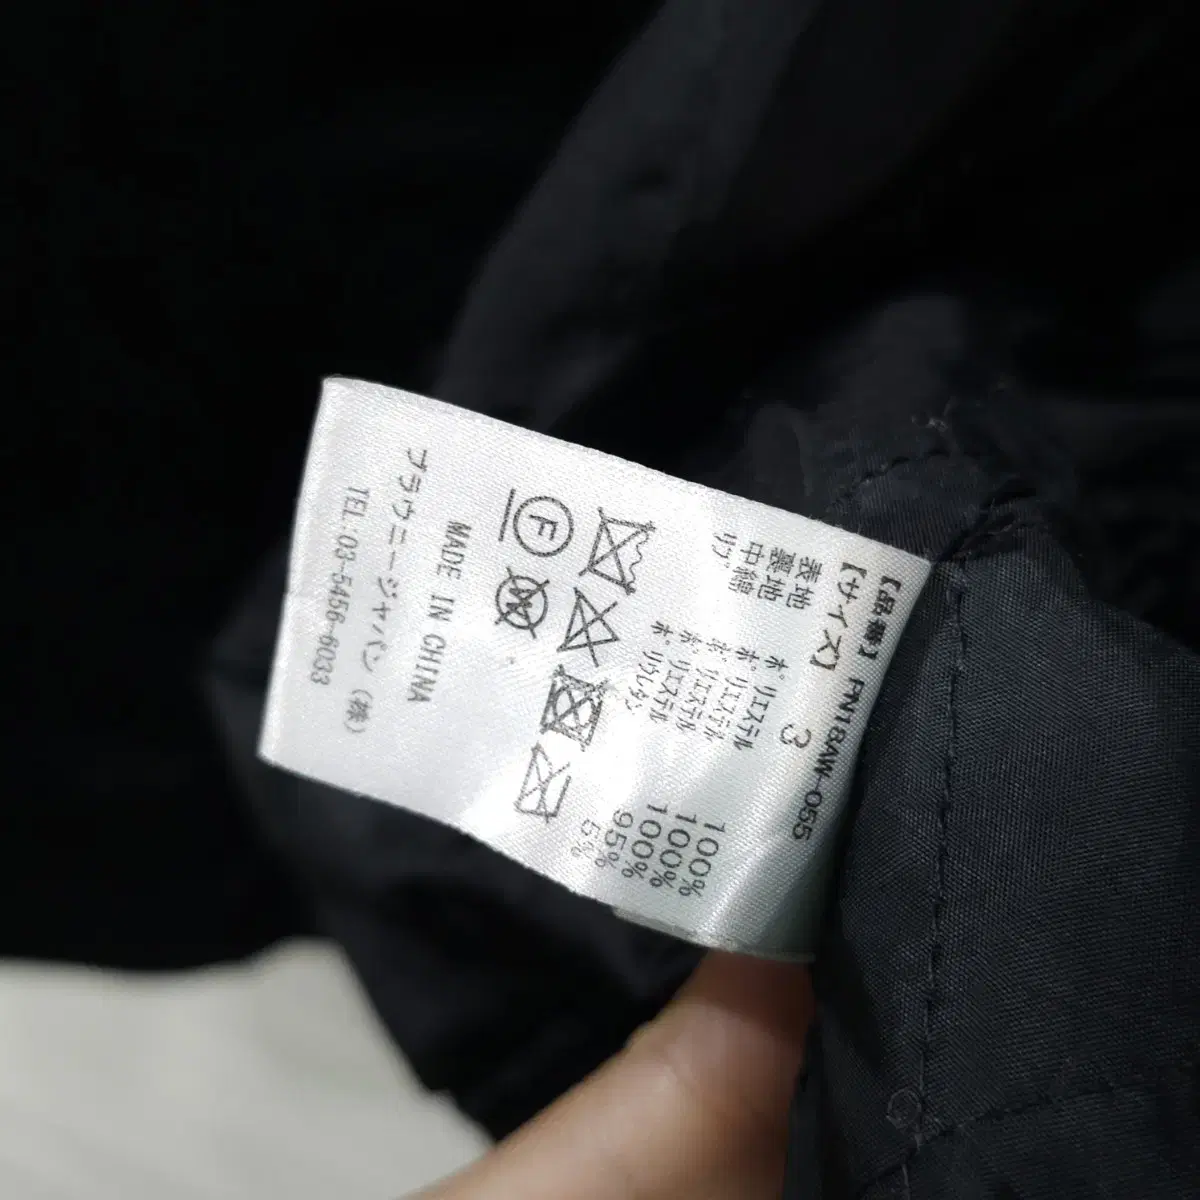 【品番】 RN18AW-055
【サイズ】 3
表地 ポリエステル 100%
裏地 ポリエステル 100%
中綿 ポリエステル 100%
リブ ポリエステル 95%
ポリウレタン 5%
F
W
MADE IN CHINA
ブラウニージャパン（株）
TEL:03-5456-6033